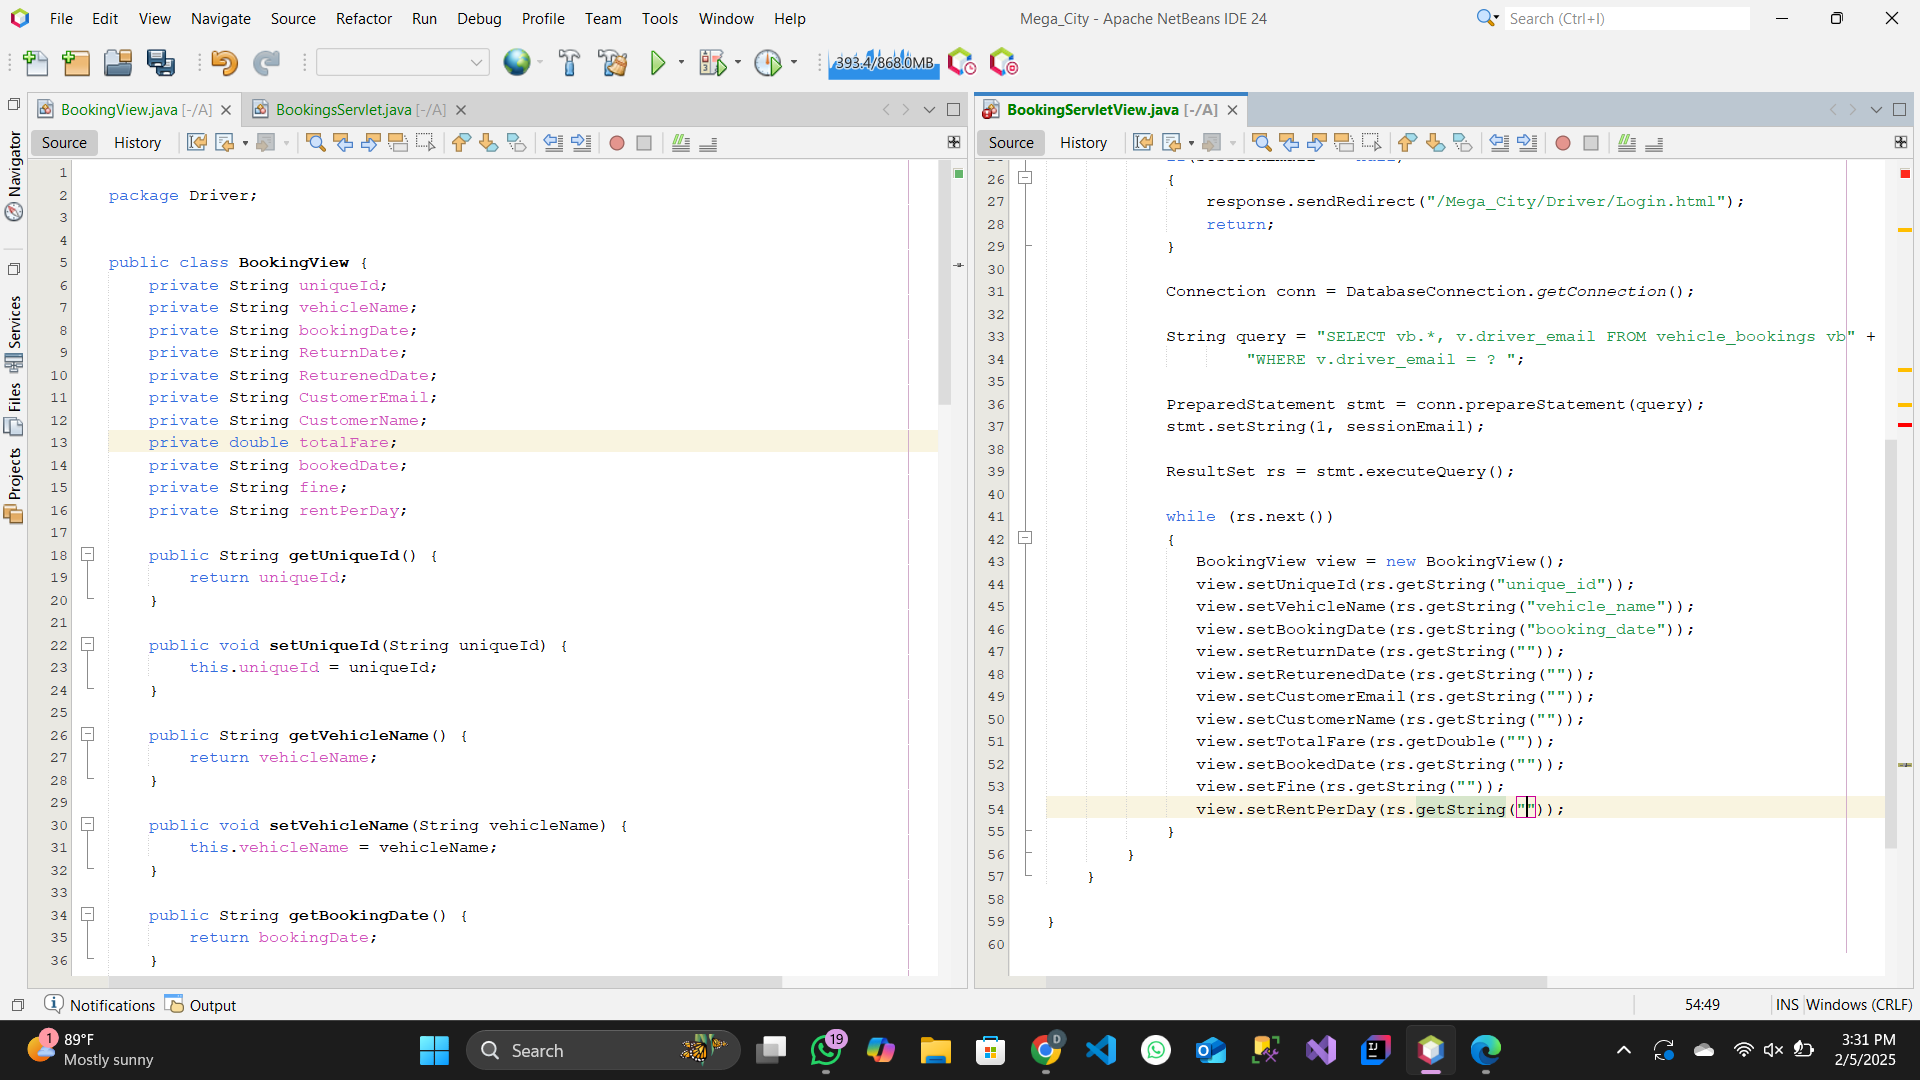 File Edit View Navigate Source Refactor Run Debug Profile Team Tools Window Help
Mega_City - Apache NetBeans IDE 24
Search (Ctrl+I)
393.4/868.0MB
BookingView.java [-/A]
BookingsServlet.java [-/A]
Source History
Navigator
Services
Files
Projects
1
2 package Driver;
3
4
5 public class BookingView {
6 private String uniqueId;
7 private String vehicleName;
8 private String bookingDate;
9 private String ReturnDate;
10 private String ReturenedDate;
11 private String CustomerEmail;
12 private String CustomerName;
13 private double totalFare;
14 private String bookedDate;
15 private String fine;
16 private String rentPerDay;
17
18 public String getUniqueId() {
19 return uniqueId;
20 }
21
22 public void setUniqueId(String uniqueId) {
23 this.uniqueId = uniqueId;
24 }
25
26 public String getVehicleName() {
27 return vehicleName;
28 }
29
30 public void setVehicleName(String vehicleName) {
31 this.vehicleName = vehicleName;
32 }
33
34 public String getBookingDate() {
35 return bookingDate;
36 }
BookingServletView.java [-/A]
Source History
26 {
27 response.sendRedirect("/Mega_City/Driver/Login.html");
28 return;
29 }
30
31 Connection conn = DatabaseConnection.getConnection();
32
33 String query = "SELECT vb.*, v.driver_email FROM vehicle_bookings vb" +
34 "WHERE v.driver_email = ? ";
35
36 PreparedStatement stmt = conn.prepareStatement(query);
37 stmt.setString(1, sessionEmail);
38
39 ResultSet rs = stmt.executeQuery();
40
41 while (rs.next())
42 {
43 BookingView view = new BookingView();
44 view.setUniqueId(rs.getString("unique_id"));
45 view.setVehicleName(rs.getString("vehicle_name"));
46 view.setBookingDate(rs.getString("booking_date"));
47 view.setReturnDate(rs.getString(""));
48 view.setReturenedDate(rs.getString(""));
49 view.setCustomerEmail(rs.getString(""));
50 view.setCustomerName(rs.getString(""));
51 view.setTotalFare(rs.getDouble(""));
52 view.setBookedDate(rs.getString(""));
53 view.setFine(rs.getString(""));
54 view.setRentPerDay(rs.getString(""));
55 }
56 }
57 }
58
59 }
60
Notifications Output
54:49 INS Windows (CRLF)
1
89°F
Mostly sunny
Search
19
D
3:31 PM
2/5/2025